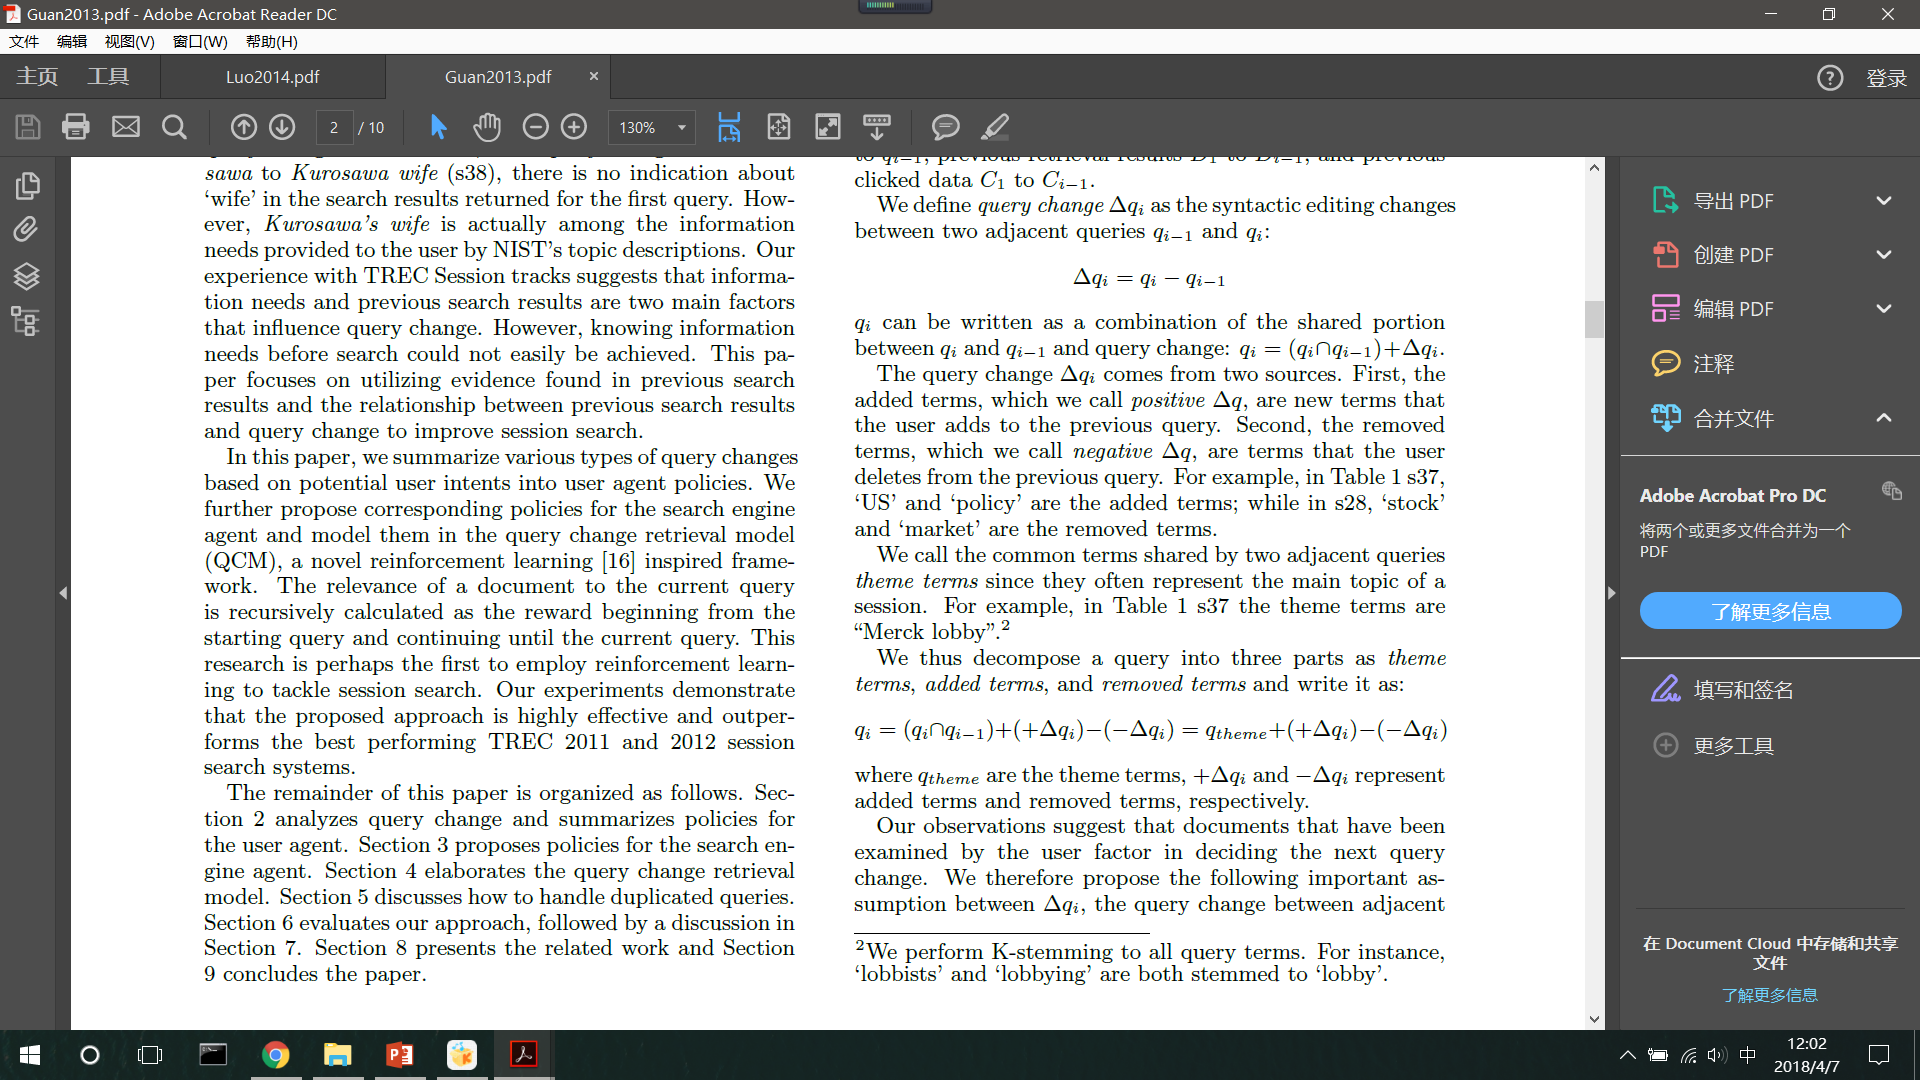 Guan2013.pdf - Adobe Acrobat Reader DC
文件 编辑 视图(V) 窗口(W) 帮助(H)
主页 工具 Luo2014.pdf Guan2013.pdf × 登录
2 / 10 130%
sawa to Kurosawa wife (s38), there is no indication about
‘wife’ in the search results returned for the first query. How-
ever, Kurosawa’s wife is actually among the information
needs provided to the user by NIST’s topic descriptions. Our
experience with TREC Session tracks suggests that informa-
tion needs and previous search results are two main factors
that influence query change. However, knowing information
needs before search could not easily be achieved. This pa-
per focuses on utilizing evidence found in previous search
results and the relationship between previous search results
and query change to improve session search.
In this paper, we summarize various types of query changes
based on potential user intents into user agent policies. We
further propose corresponding policies for the search engine
agent and model them in the query change retrieval model
(QCM), a novel reinforcement learning [16] inspired frame-
work. The relevance of a document to the current query
is recursively calculated as the reward beginning from the
starting query and continuing until the current query. This
research is perhaps the first to employ reinforcement learn-
ing to tackle session search. Our experiments demonstrate
that the proposed approach is highly effective and outper-
forms the best performing TREC 2011 and 2012 session
search systems.
The remainder of this paper is organized as follows. Sec-
tion 2 analyzes query change and summarizes policies for
the user agent. Section 3 proposes policies for the search en-
gine agent. Section 4 elaborates the query change retrieval
model. Section 5 discusses how to handle duplicated queries.
Section 6 evaluates our approach, followed by a discussion in
Section 7. Section 8 presents the related work and Section
9 concludes the paper.
to qi−1, previous retrieval results D1 to Di−1, and previous
clicked data C1 to Ci−1.
We define query change Δqi as the syntactic editing changes
between two adjacent queries qi−1 and qi:
Δqi = qi − qi−1
qi can be written as a combination of the shared portion
between qi and qi−1 and query change: qi = (qi∩qi−1)+Δqi.
The query change Δqi comes from two sources. First, the
added terms, which we call positive Δq, are new terms that
the user adds to the previous query. Second, the removed
terms, which we call negative Δq, are terms that the user
deletes from the previous query. For example, in Table 1 s37,
‘US’ and ‘policy’ are the added terms; while in s28, ‘stock’
and ‘market’ are the removed terms.
We call the common terms shared by two adjacent queries
theme terms since they often represent the main topic of a
session. For example, in Table 1 s37 the theme terms are
“Merck lobby”.2
We thus decompose a query into three parts as theme
terms, added terms, and removed terms and write it as:
qi = (qi∩qi−1)+(+Δqi)−(−Δqi) = qtheme+(+Δqi)−(−Δqi)
where qtheme are the theme terms, +Δqi and −Δqi represent
added terms and removed terms, respectively.
Our observations suggest that documents that have been
examined by the user factor in deciding the next query
change. We therefore propose the following important as-
sumption between Δqi, the query change between adjacent
2We perform K-stemming to all query terms. For instance,
‘lobbists’ and ‘lobbying’ are both stemmed to ‘lobby’.
导出 PDF
创建 PDF
编辑 PDF
注释
合并文件
Adobe Acrobat Pro DC
将两个或更多文件合并为一个
PDF
了解更多信息
填写和签名
更多工具
在 Document Cloud 中存储和共享
文件
了解更多信息
中
12:02
2018/4/7